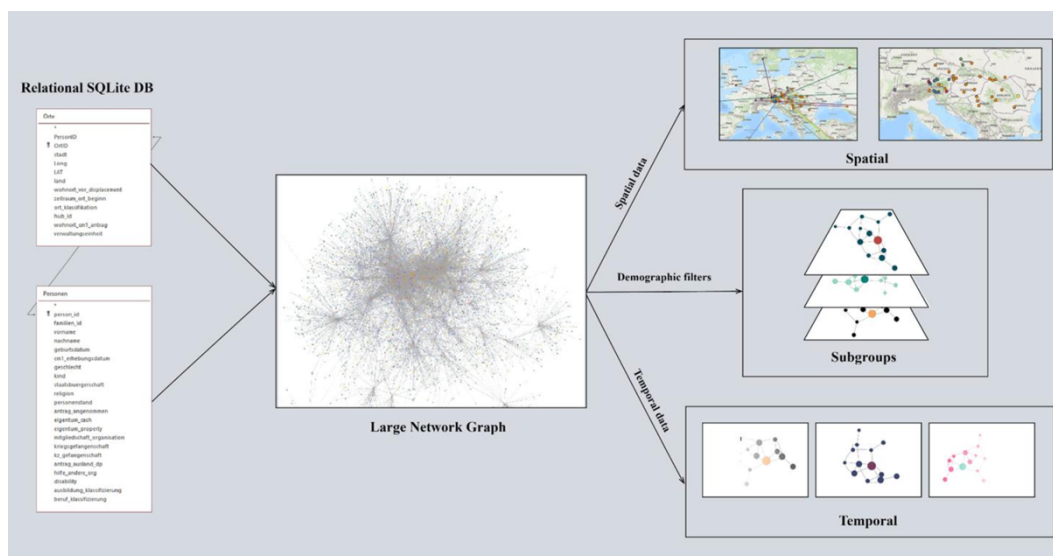 Relational SQLite DB
Orte
*
PersonID
OrtID
stadt
Long
LAT
land
wohnort_vor_displacement
zeitraum_ort_beginn
ort_klassifikation
hub_id
wohnort_cm1_antrag
verwaltungseinheit
Personen
*
person_id
familien_id
vorname
nachname
geburtsdatum
cm1_erhebungsdatum
geschlecht
kind
staatsbuergerschaft
religion
personenstand
antrag_angenommen
eigentum_cash
eigentum_property
mitgliedschaft_organisation
kriegsgefangenschaft
kz_gefangenschaft
antrag_ausland_dp
hilfe_anders_org
disability
ausbildung_klassifizierung
beruf_klassifizierung
Large Network Graph
Spatial data
Demographic filters
Temporal data
Spatial
Subgroups
Temporal